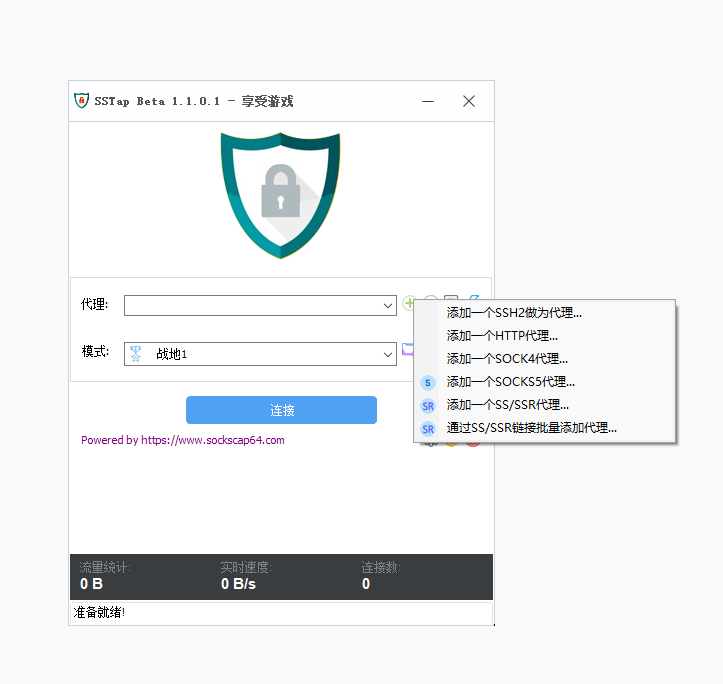 SSTap Beta 1.1.0.1 - 享受游戏
代理:
添加一个SSH2做为代理...
添加一个HTTP代理...
模式:
战地1
添加一个SOCK4代理...
5 添加一个SOCKS5代理...
SR 添加一个SS/SSR代理...
SR 通过SS/SSR链接批量添加代理...
连接
Powered by https://www.sockscap64.com
流量统计: 实时速度: 连接数:
0 B 0 B/s 0
准备就绪!